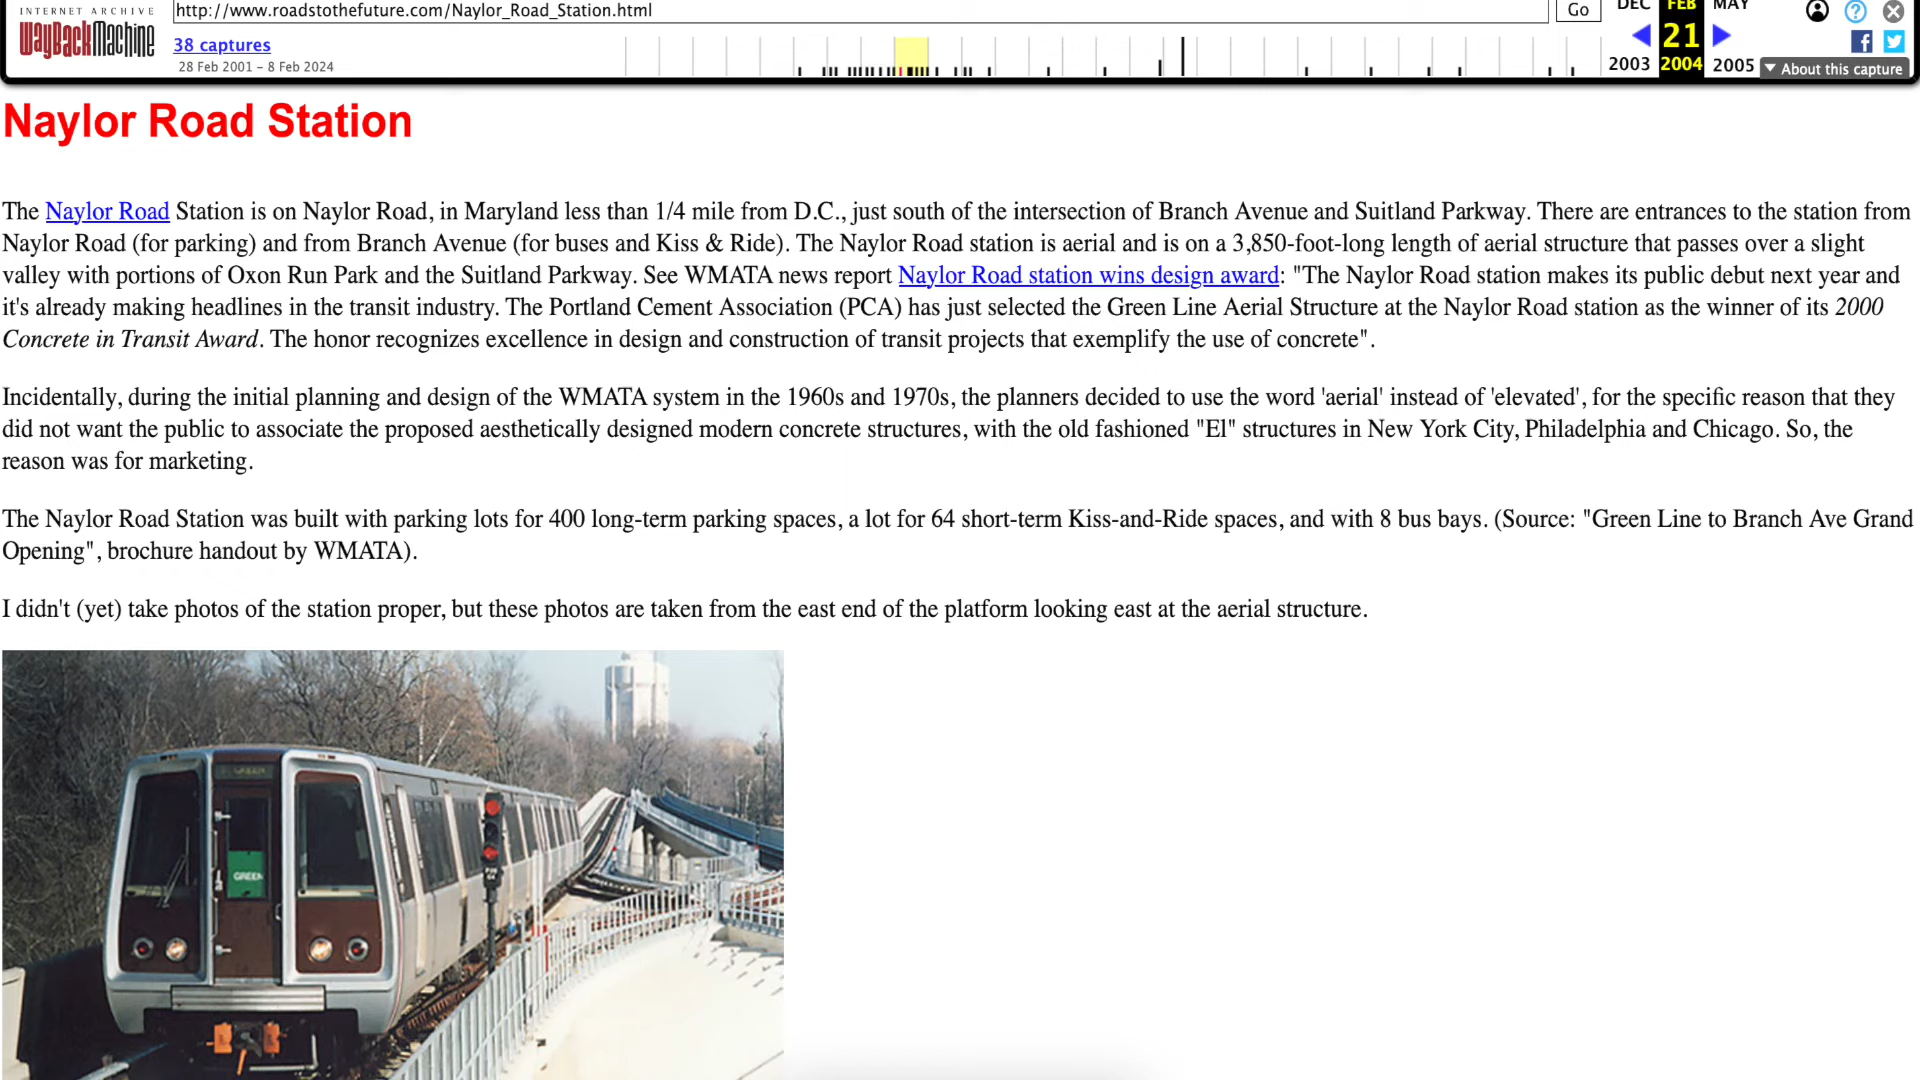 INTERNET ARCHIVE
WayBackMachine
http://www.roadstothefuture.com/Naylor_Road_Station.html
Go
DEC FEB MAY
38 captures
21
28 Feb 2001 – 8 Feb 2024
2003 2004 2005
About this capture
Naylor Road Station
The Naylor Road Station is on Naylor Road, in Maryland less than 1/4 mile from D.C., just south of the intersection of Branch Avenue and Suitland Parkway. There are entrances to the station from
Naylor Road (for parking) and from Branch Avenue (for buses and Kiss & Ride). The Naylor Road station is aerial and is on a 3,850-foot-long length of aerial structure that passes over a slight
valley with portions of Oxon Run Park and the Suitland Parkway. See WMATA news report Naylor Road station wins design award: "The Naylor Road station makes its public debut next year and
it's already making headlines in the transit industry. The Portland Cement Association (PCA) has just selected the Green Line Aerial Structure at the Naylor Road station as the winner of its 2000
Concrete in Transit Award. The honor recognizes excellence in design and construction of transit projects that exemplify the use of concrete".
Incidentally, during the initial planning and design of the WMATA system in the 1960s and 1970s, the planners decided to use the word 'aerial' instead of 'elevated', for the specific reason that they
did not want the public to associate the proposed aesthetically designed modern concrete structures, with the old fashioned "El" structures in New York City, Philadelphia and Chicago. So, the
reason was for marketing.
The Naylor Road Station was built with parking lots for 400 long-term parking spaces, a lot for 64 short-term Kiss-and-Ride spaces, and with 8 bus bays. (Source: "Green Line to Branch Ave Grand
Opening", brochure handout by WMATA).
I didn't (yet) take photos of the station proper, but these photos are taken from the east end of the platform looking east at the aerial structure.
GREEN